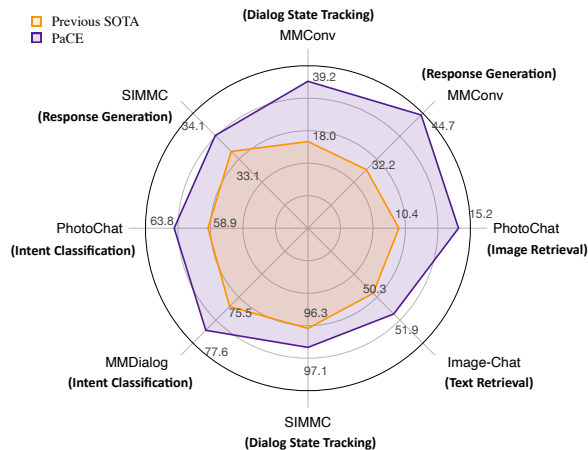 (Dialog State Tracking)
Previous SOTA
PaCE
MMConv
39.2
(Response Generation)
MMConv
SIMMC
(Response Generation)
34.1
44.7
18.0
33.1
32.2
PhotoChat
(Intent Classification)
63.8
58.9
10.4
15.2
PhotoChat
(Image Retrieval)
50.3
75.5
96.3
51.9
77.6
MMDialog
(Intent Classification)
97.1
Image-Chat
(Text Retrieval)
SIMMC
(Dialog State Tracking)